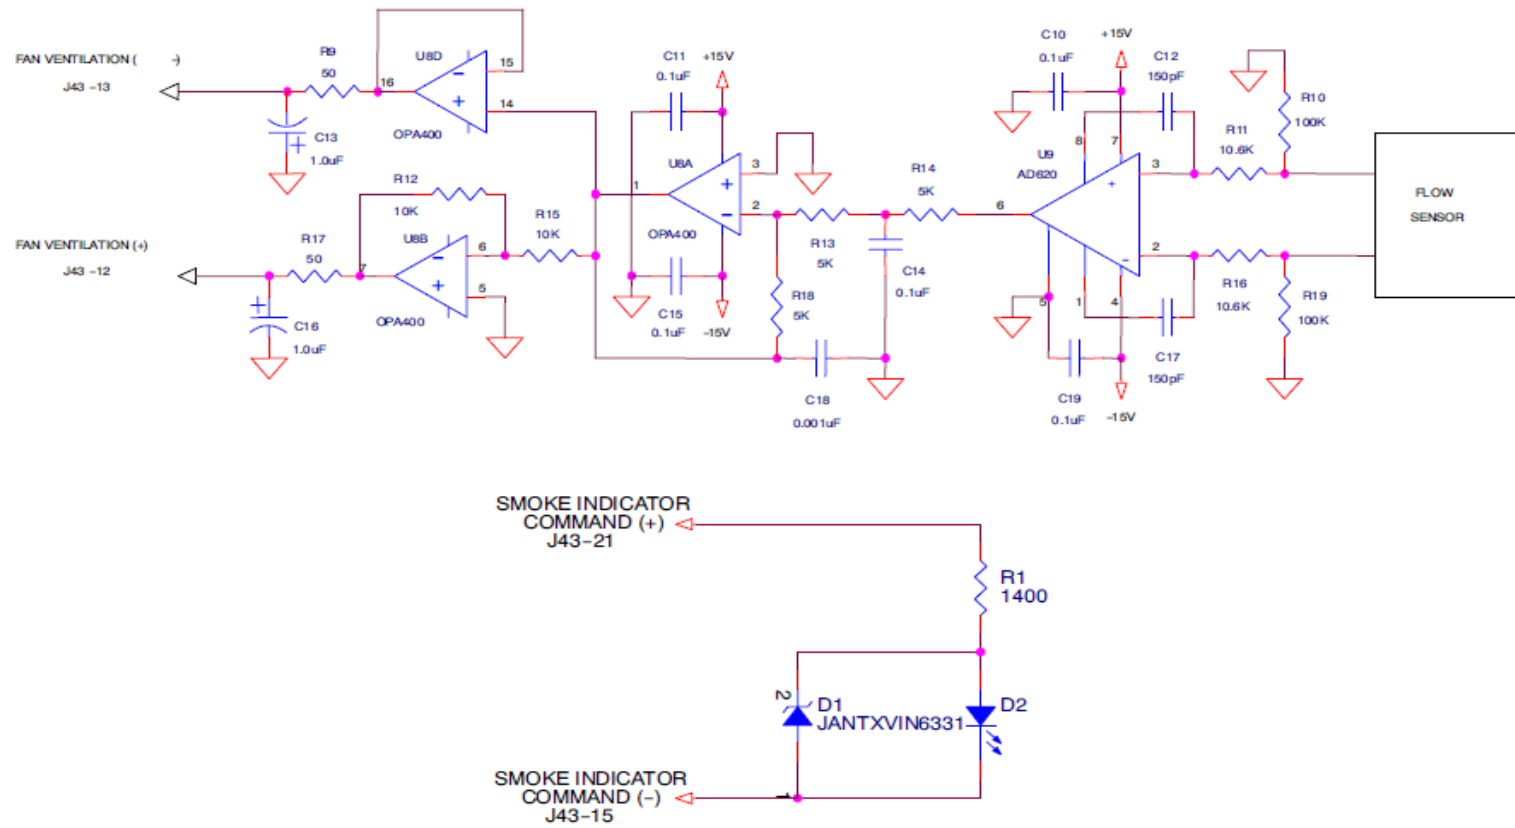 FAN VENTILATION ( -)
J43 -13
R9
50
16
U8D
15
14
OPA400
C13
1.0uF
C11
0.1uF
+15V
C10
0.1uF
+15V
C12
150pF
R10
100K
R11
10.6K
8
7
U9
AD620
3
+
FLOW
SENSOR
R12
10K
U8A
1
3
2
OPA400
R14
5K
6
R13
5K
FAN VENTILATION (+)
J43 -12
R17
50
7
U8B
6
5
OPA400
R15
10K
C16
1.0uF
C15
0.1uF
-15V
R18
5K
C14
0.1uF
2
-
R16
10.6K
R19
100K
5
1
4
C17
150pF
C18
0.001uF
C19
0.1uF
-15V
SMOKE INDICATOR
COMMAND (+)
J43-21
R1
1400
2
D1
JANTXVIN6331
D2
SMOKE INDICATOR
COMMAND (-)
J43-15
1